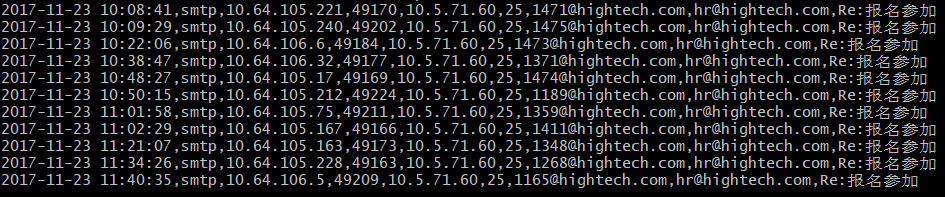 2017-11-23 10:08:41,smtp,10.64.105.221,49170,10.5.71.60,25,1471@hightech.com,hr@hightech.com,Re:报名参加
2017-11-23 10:09:29,smtp,10.64.105.240,49202,10.5.71.60,25,1475@hightech.com,hr@hightech.com,Re:报名参加
2017-11-23 10:22:06,smtp,10.64.106.6,49184,10.5.71.60,25,1473@hightech.com,hr@hightech.com,Re:报名参加
2017-11-23 10:38:47,smtp,10.64.106.32,49177,10.5.71.60,25,1371@hightech.com,hr@hightech.com,Re:报名参加
2017-11-23 10:48:27,smtp,10.64.105.17,49169,10.5.71.60,25,1474@hightech.com,hr@hightech.com,Re:报名参加
2017-11-23 10:50:15,smtp,10.64.105.212,49224,10.5.71.60,25,1189@hightech.com,hr@hightech.com,Re:报名参加
2017-11-23 11:01:58,smtp,10.64.105.75,49211,10.5.71.60,25,1359@hightech.com,hr@hightech.com,Re:报名参加
2017-11-23 11:02:29,smtp,10.64.105.167,49166,10.5.71.60,25,1411@hightech.com,hr@hightech.com,Re:报名参加
2017-11-23 11:21:07,smtp,10.64.105.163,49173,10.5.71.60,25,1348@hightech.com,hr@hightech.com,Re:报名参加
2017-11-23 11:34:26,smtp,10.64.105.228,49163,10.5.71.60,25,1268@hightech.com,hr@hightech.com,Re:报名参加
2017-11-23 11:40:35,smtp,10.64.106.5,49209,10.5.71.60,25,1165@hightech.com,hr@hightech.com,Re:报名参加